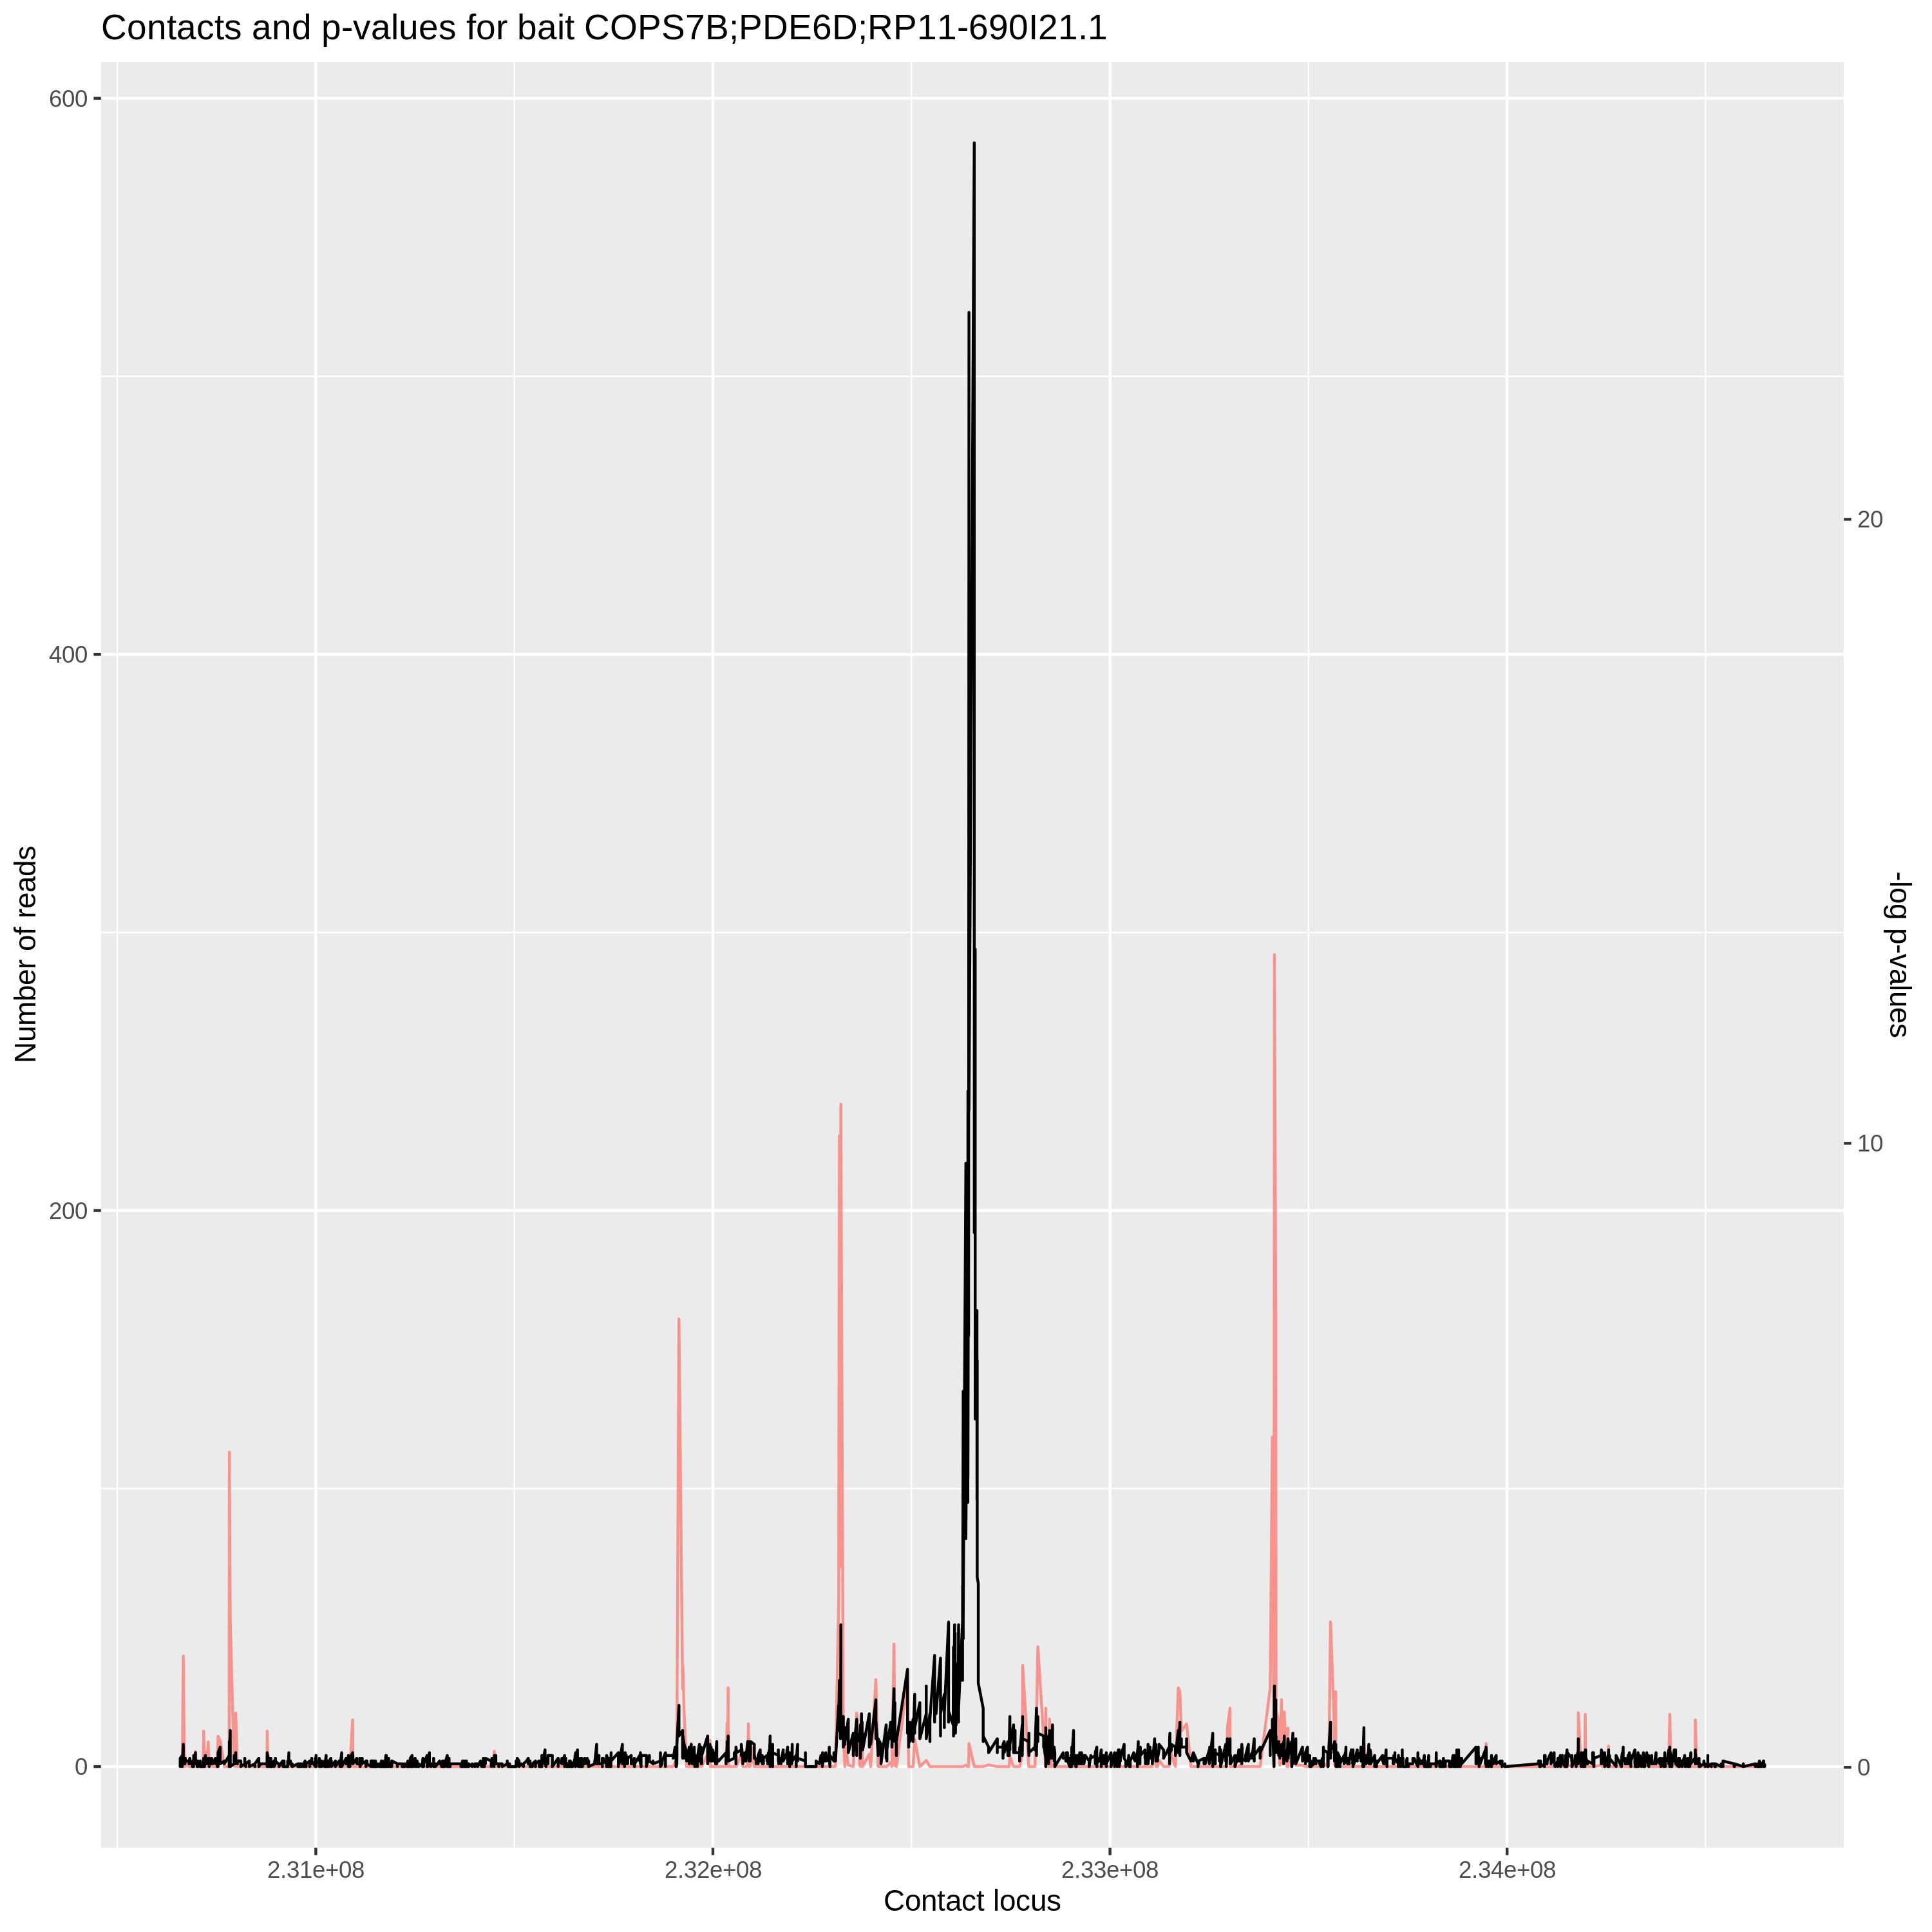 Contacts and p-values for bait COPS7B;PDE6D;RP11-690I21.1
600
400
200
0
Number of reads
20
10
0
-log p-values
2.31e+08
2.32e+08
2.33e+08
2.34e+08
Contact locus